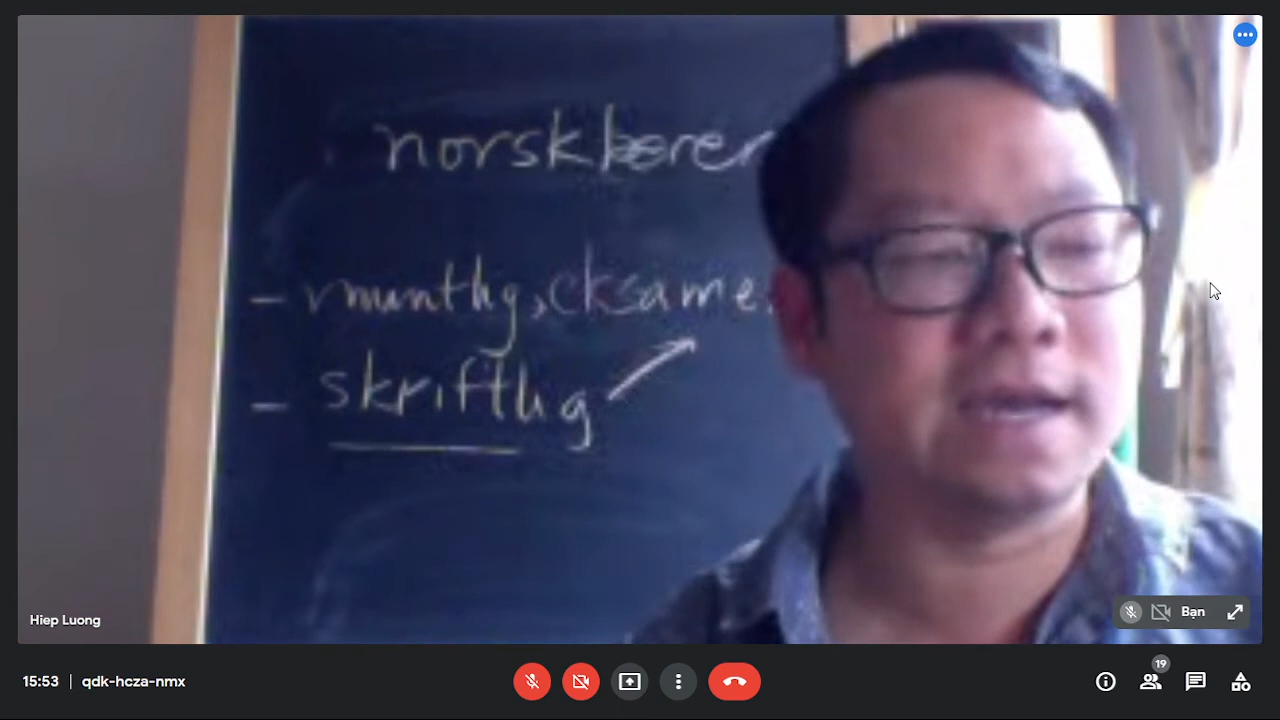 norsklærer
- muntlig, eksame
- skriftlig
Hiep Luong
Bạn
15:53 | qdk-hcza-nmx
19